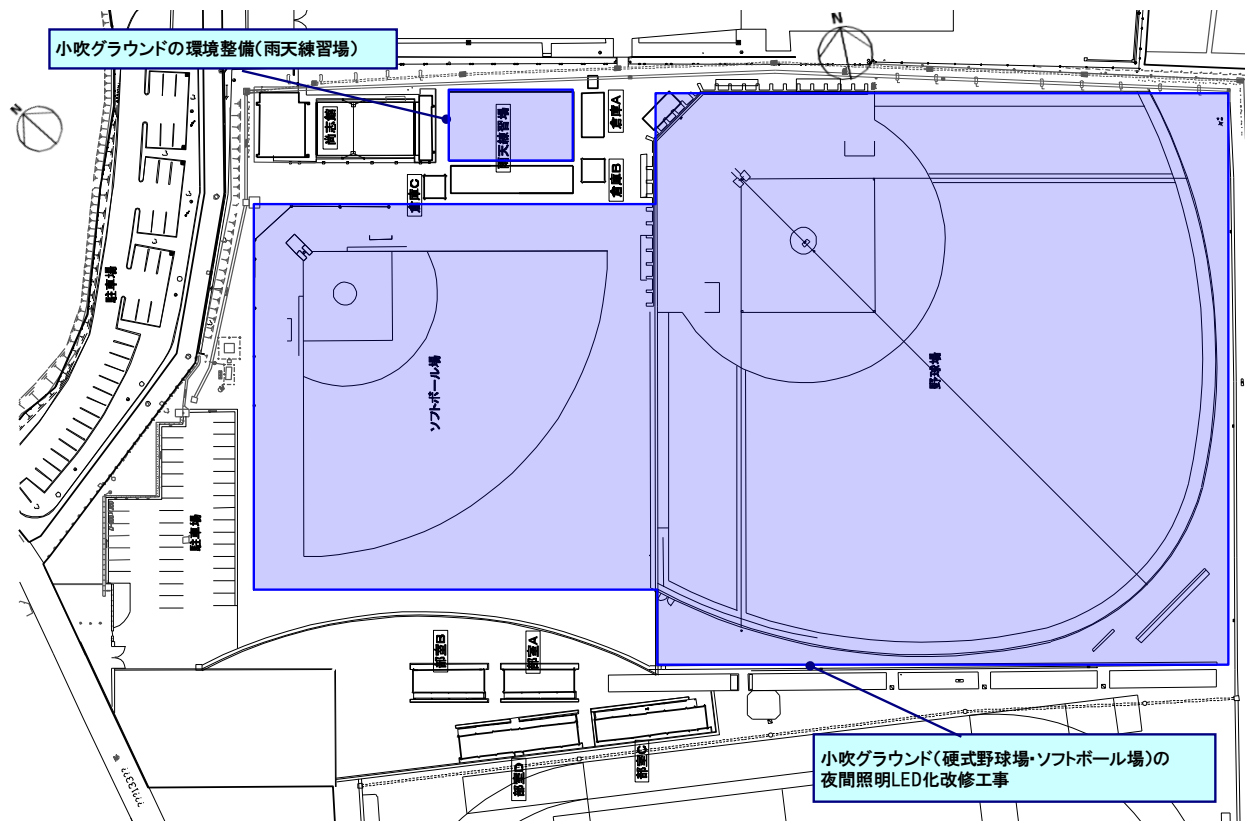 小吹グラウンドの環境整備(雨天練習場)
N
N
尚志館
雨天練習場
倉庫A
倉庫B
倉庫C
駐車場
ソフトボール場
野球場
駐車場
部室B
部室A
部室D
部室C
小吹グラウンド(硬式野球場・ソフトボール場)の
夜間照明LED化改修工事